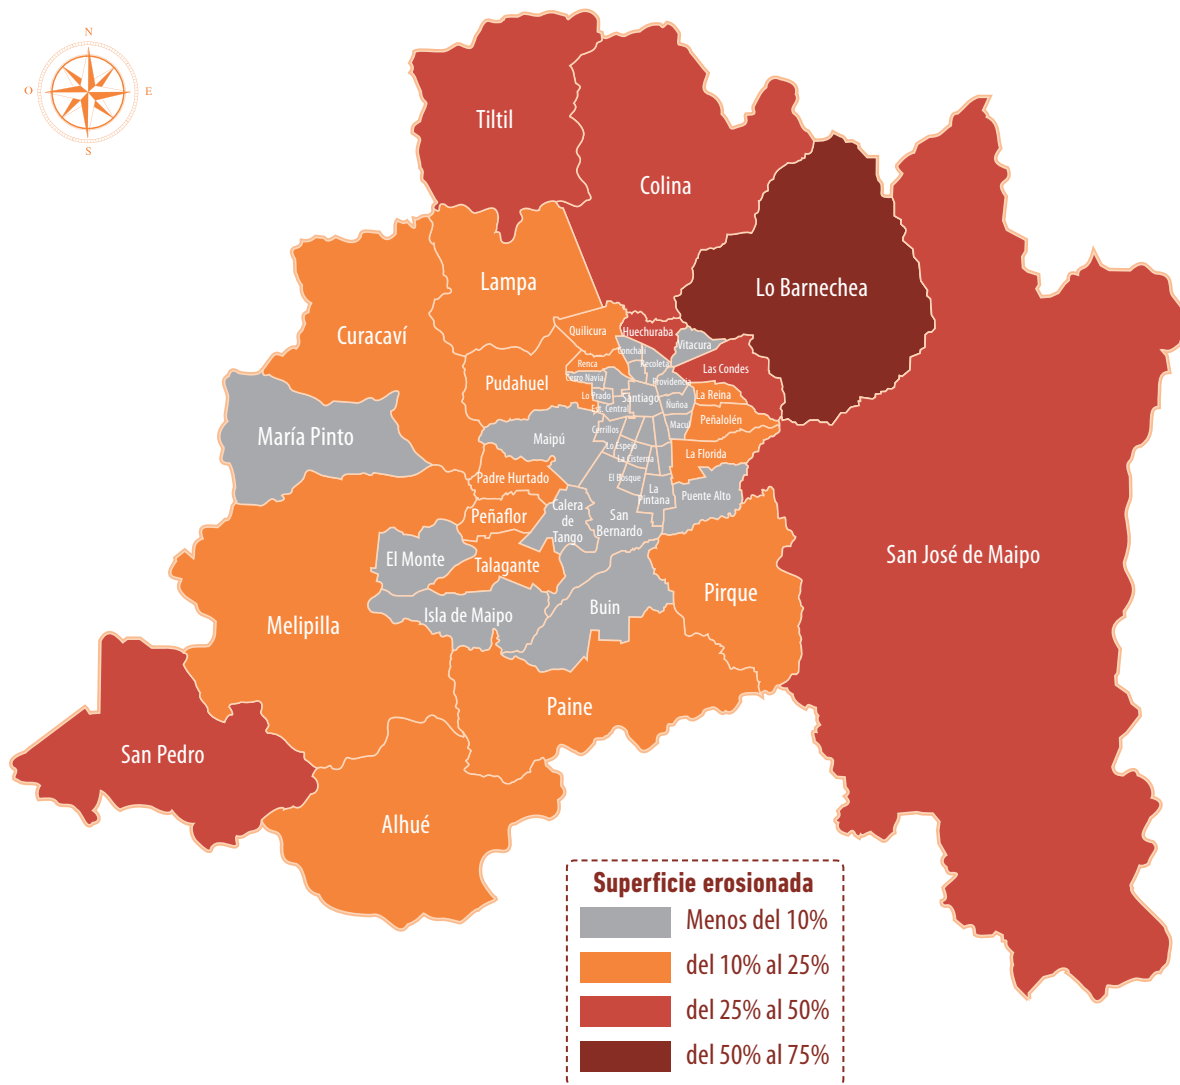 N
O
E
S
Tiltil
Colina
Lo Barnechea
Lampa
Curacaví
Quilicura
Huechuraba
Vitacura
Conchalí
Recoleta
Renca
Las Condes
Pudahuel
Cerro Navia
Providencia
Lo Prado
Santiago
La Reina
Est. Central
Ñuñoa
Peñalolén
Macul
María Pinto
Maipú
Cerrillos
Lo Espejo
La Cisterna
La Florida
Padre Hurtado
El Bosque
La
Pintana
Puente Alto
Peñaflor
Calera
de
Tango
San
Bernardo
El Monte
Talagante
San José de Maipo
Pirque
Isla de Maipo
Buin
Melipilla
Paine
San Pedro
Alhué
Superficie erosionada
Menos del 10%
del 10% al 25%
del 25% al 50%
del 50% al 75%